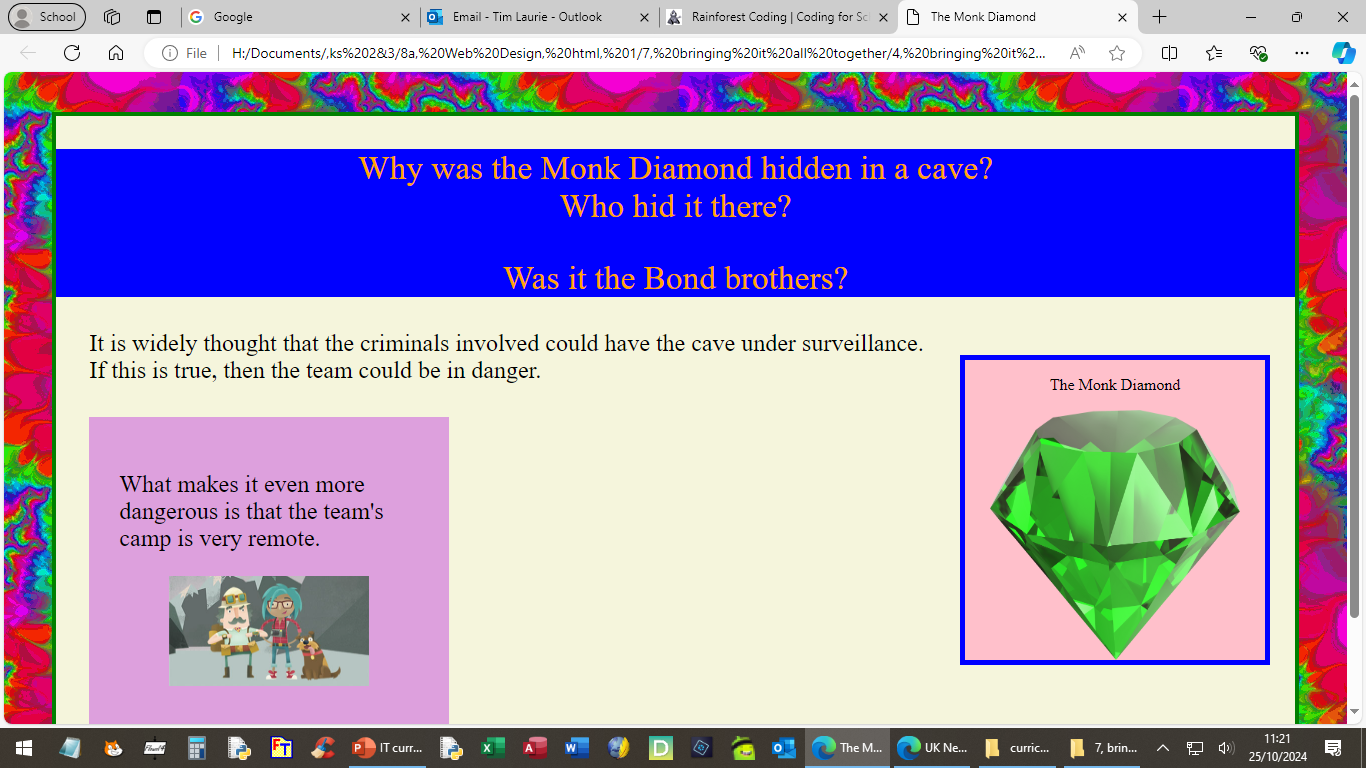 School
Google
Email - Tim Laurie - Outlook
Rainforest Coding | Coding for Sc
The Monk Diamond
File
H:/Documents/,ks%202&3/8a,%20Web%20Design,%20html,%201/7,%20bringing%20it%20all%20together/4,%20bringing%20it%2...
Why was the Monk Diamond hidden in a cave?
Who hid it there?
Was it the Bond brothers?
It is widely thought that the criminals involved could have the cave under surveillance.
If this is true, then the team could be in danger.
The Monk Diamond
What makes it even more
dangerous is that the team's
camp is very remote.
IT curr...
The M...
UK Ne...
curric...
7, brin...
11:21
25/10/2024